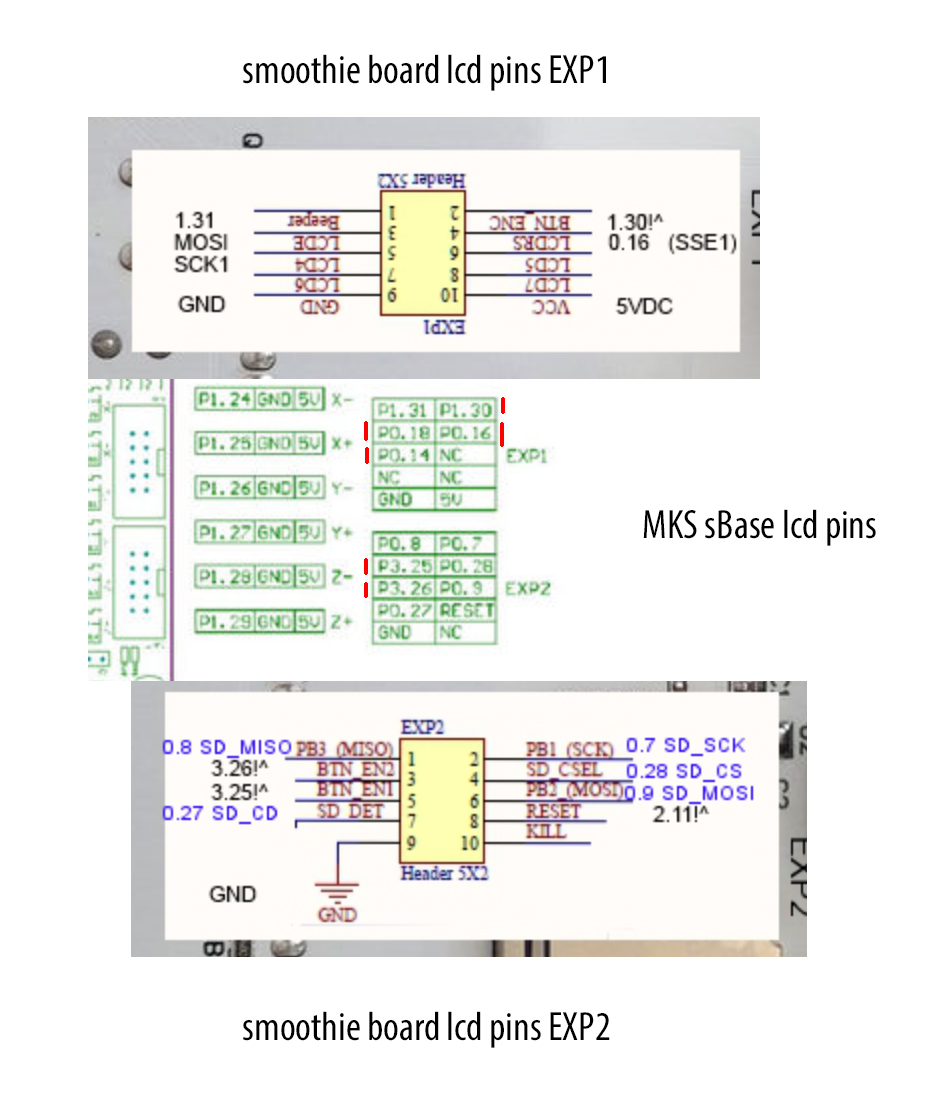 smoothie board lcd pins EXP1
Header 5X2
1.31 Beeper 1 2 BTN_ENC 1.30!^
MOSI LCDE 3 4 LCDRS 0.16 (SSE1)
SCK1 LCD4 5 6 LCD5
LCD6 7 8 LCD7
GND GND 9 10 VCC 5VDC
EXP1
P1.24 GND 5V X-
P1.25 GND 5V X+
P1.26 GND 5V Y-
P1.27 GND 5V Y+
P1.28 GND 5V Z-
P1.29 GND 5V Z+
P1.31 P1.30
P0.18 P0.16
P0.14 NC EXP1
NC NC
GND 5V
P0.8 P0.7
P3.25 P0.28
P3.26 P0.9 EXP2
P0.27 RESET
GND NC
MKS sBase lcd pins
EXP2
0.8 SD_MISO PB3 (MISO) 1 2 PB1 (SCK) 0.7 SD_SCK
3.26!^ BTN_EN2 3 4 SD_CSEL 0.28 SD_CS
3.25!^ BTN_EN1 5 6 PB2_(MOSI) 0.9 SD_MOSI
0.27 SD_CD SD DET 7 8 RESET 2.11!^
9 10 KILL
Header 5X2
GND
GND
EXP2
smoothie board lcd pins EXP2